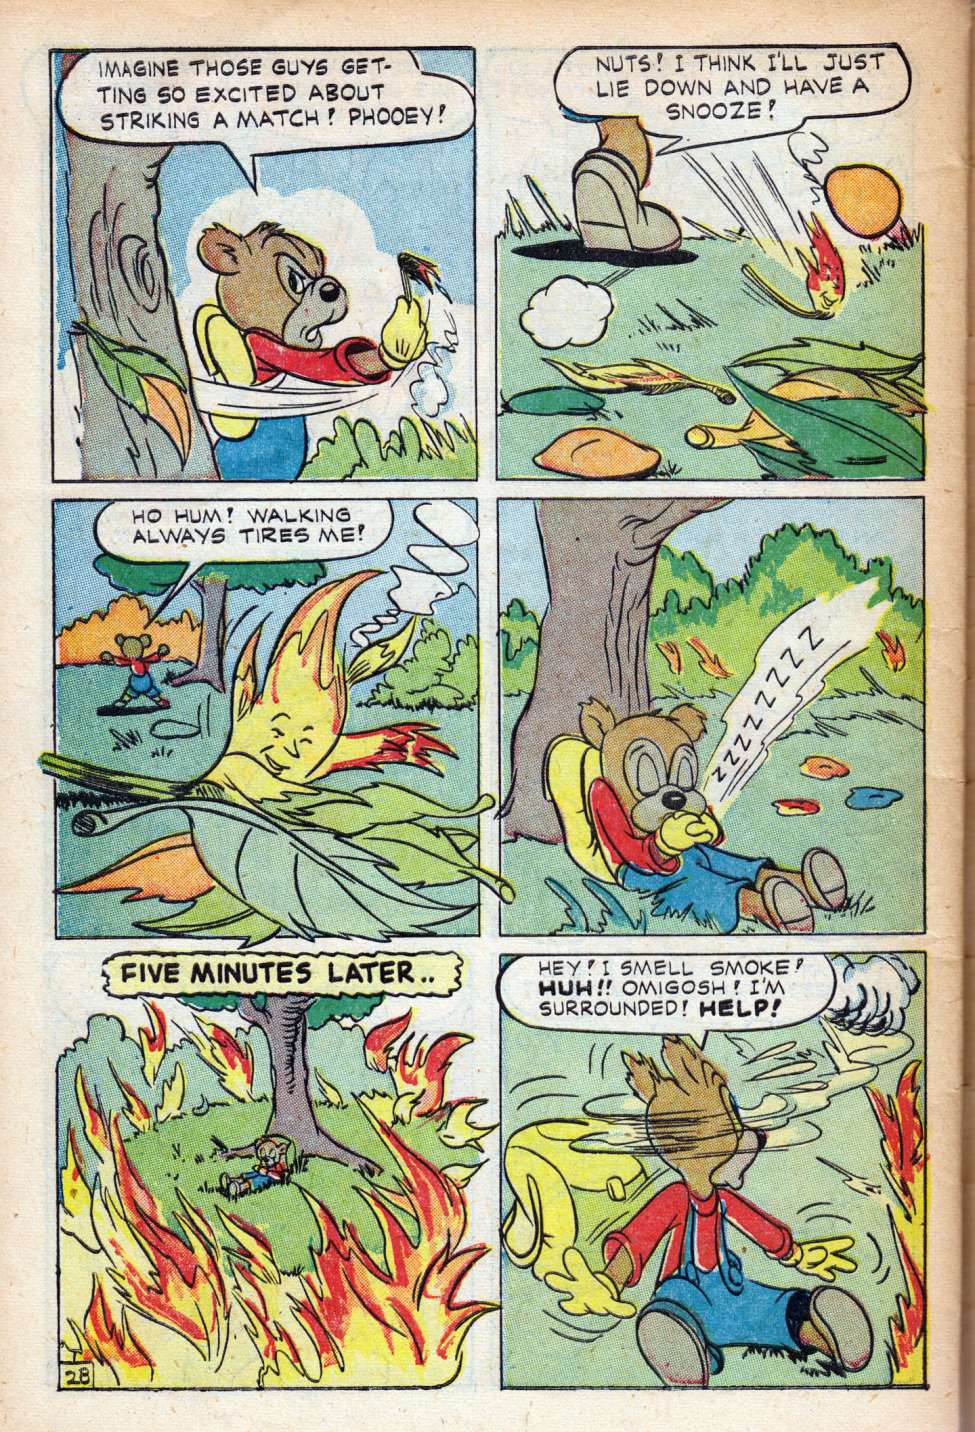 IMAGINE THOSE GUYS GET-
TING SO EXCITED ABOUT
STRIKING A MATCH! PHOOEY!
NUTS! I THINK I'LL JUST
LIE DOWN AND HAVE A
SNOOZE!
HO HUM! WALKING
ALWAYS TIRES ME!
ZZZZZZZZZ
FIVE MINUTES LATER..
HEY! I SMELL SMOKE!
HUH!! OMIGOSH! I'M
SURROUNDED! HELP!
28